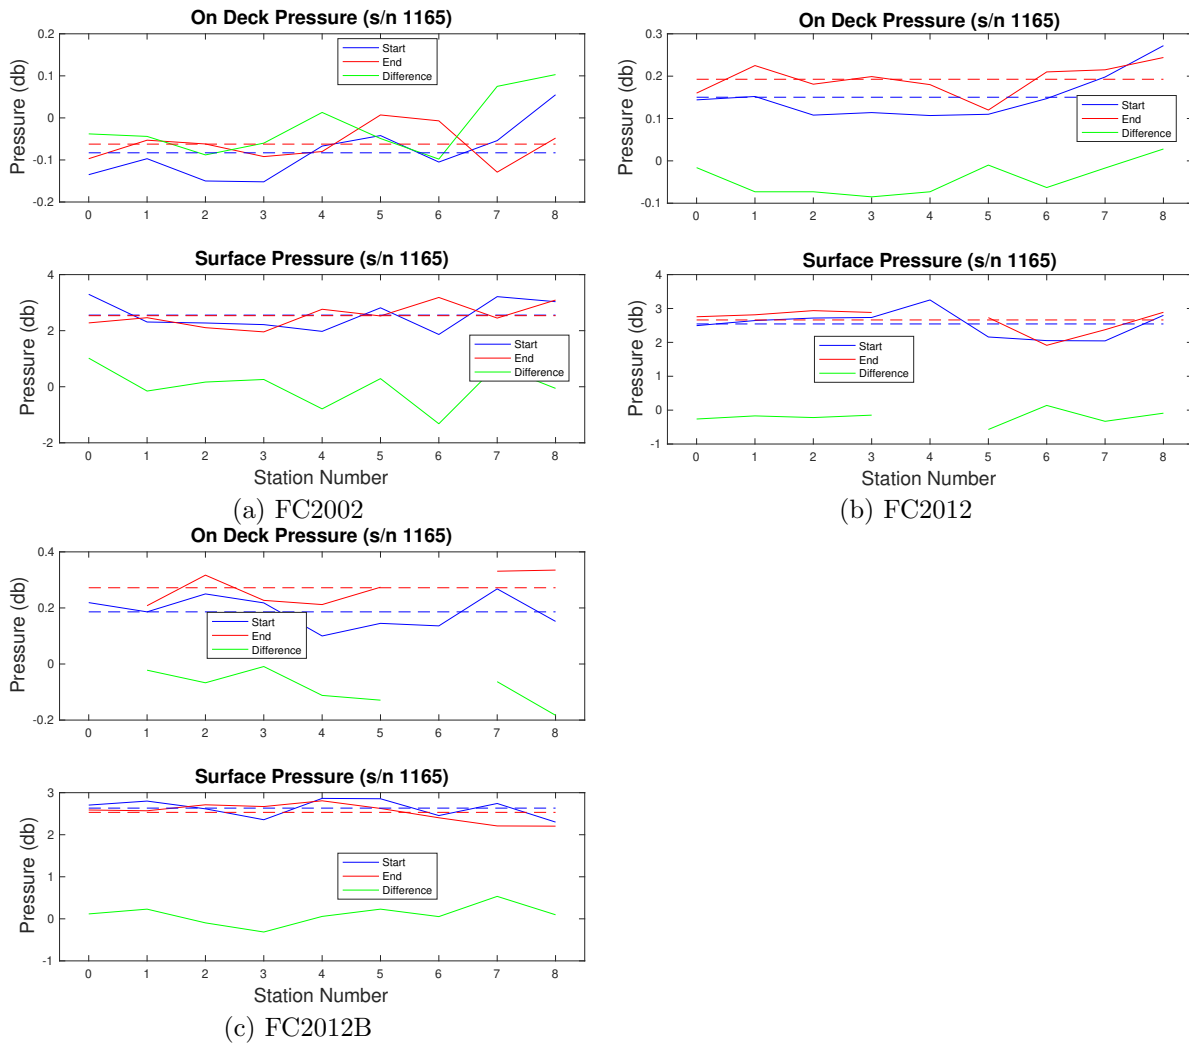 On Deck Pressure (s/n 1165)
Pressure (db)
0.2
0.1
0
-0.1
-0.2
Start
End
Difference
0 1 2 3 4 5 6 7 8
Surface Pressure (s/n 1165)
Pressure (db)
4
2
0
-2
Start
End
Difference
0 1 2 3 4 5 6 7 8
Station Number
(a) FC2002
On Deck Pressure (s/n 1165)
Pressure (db)
0.3
0.2
0.1
0
-0.1
Start
End
Difference
0 1 2 3 4 5 6 7 8
Surface Pressure (s/n 1165)
Pressure (db)
4
3
2
1
0
-1
Start
End
Difference
0 1 2 3 4 5 6 7 8
Station Number
(b) FC2012
On Deck Pressure (s/n 1165)
Pressure (db)
0.4
0.2
0
-0.2
Start
End
Difference
0 1 2 3 4 5 6 7 8
Surface Pressure (s/n 1165)
Pressure (db)
3
2
1
0
-1
Start
End
Difference
0 1 2 3 4 5 6 7 8
Station Number
(c) FC2012B